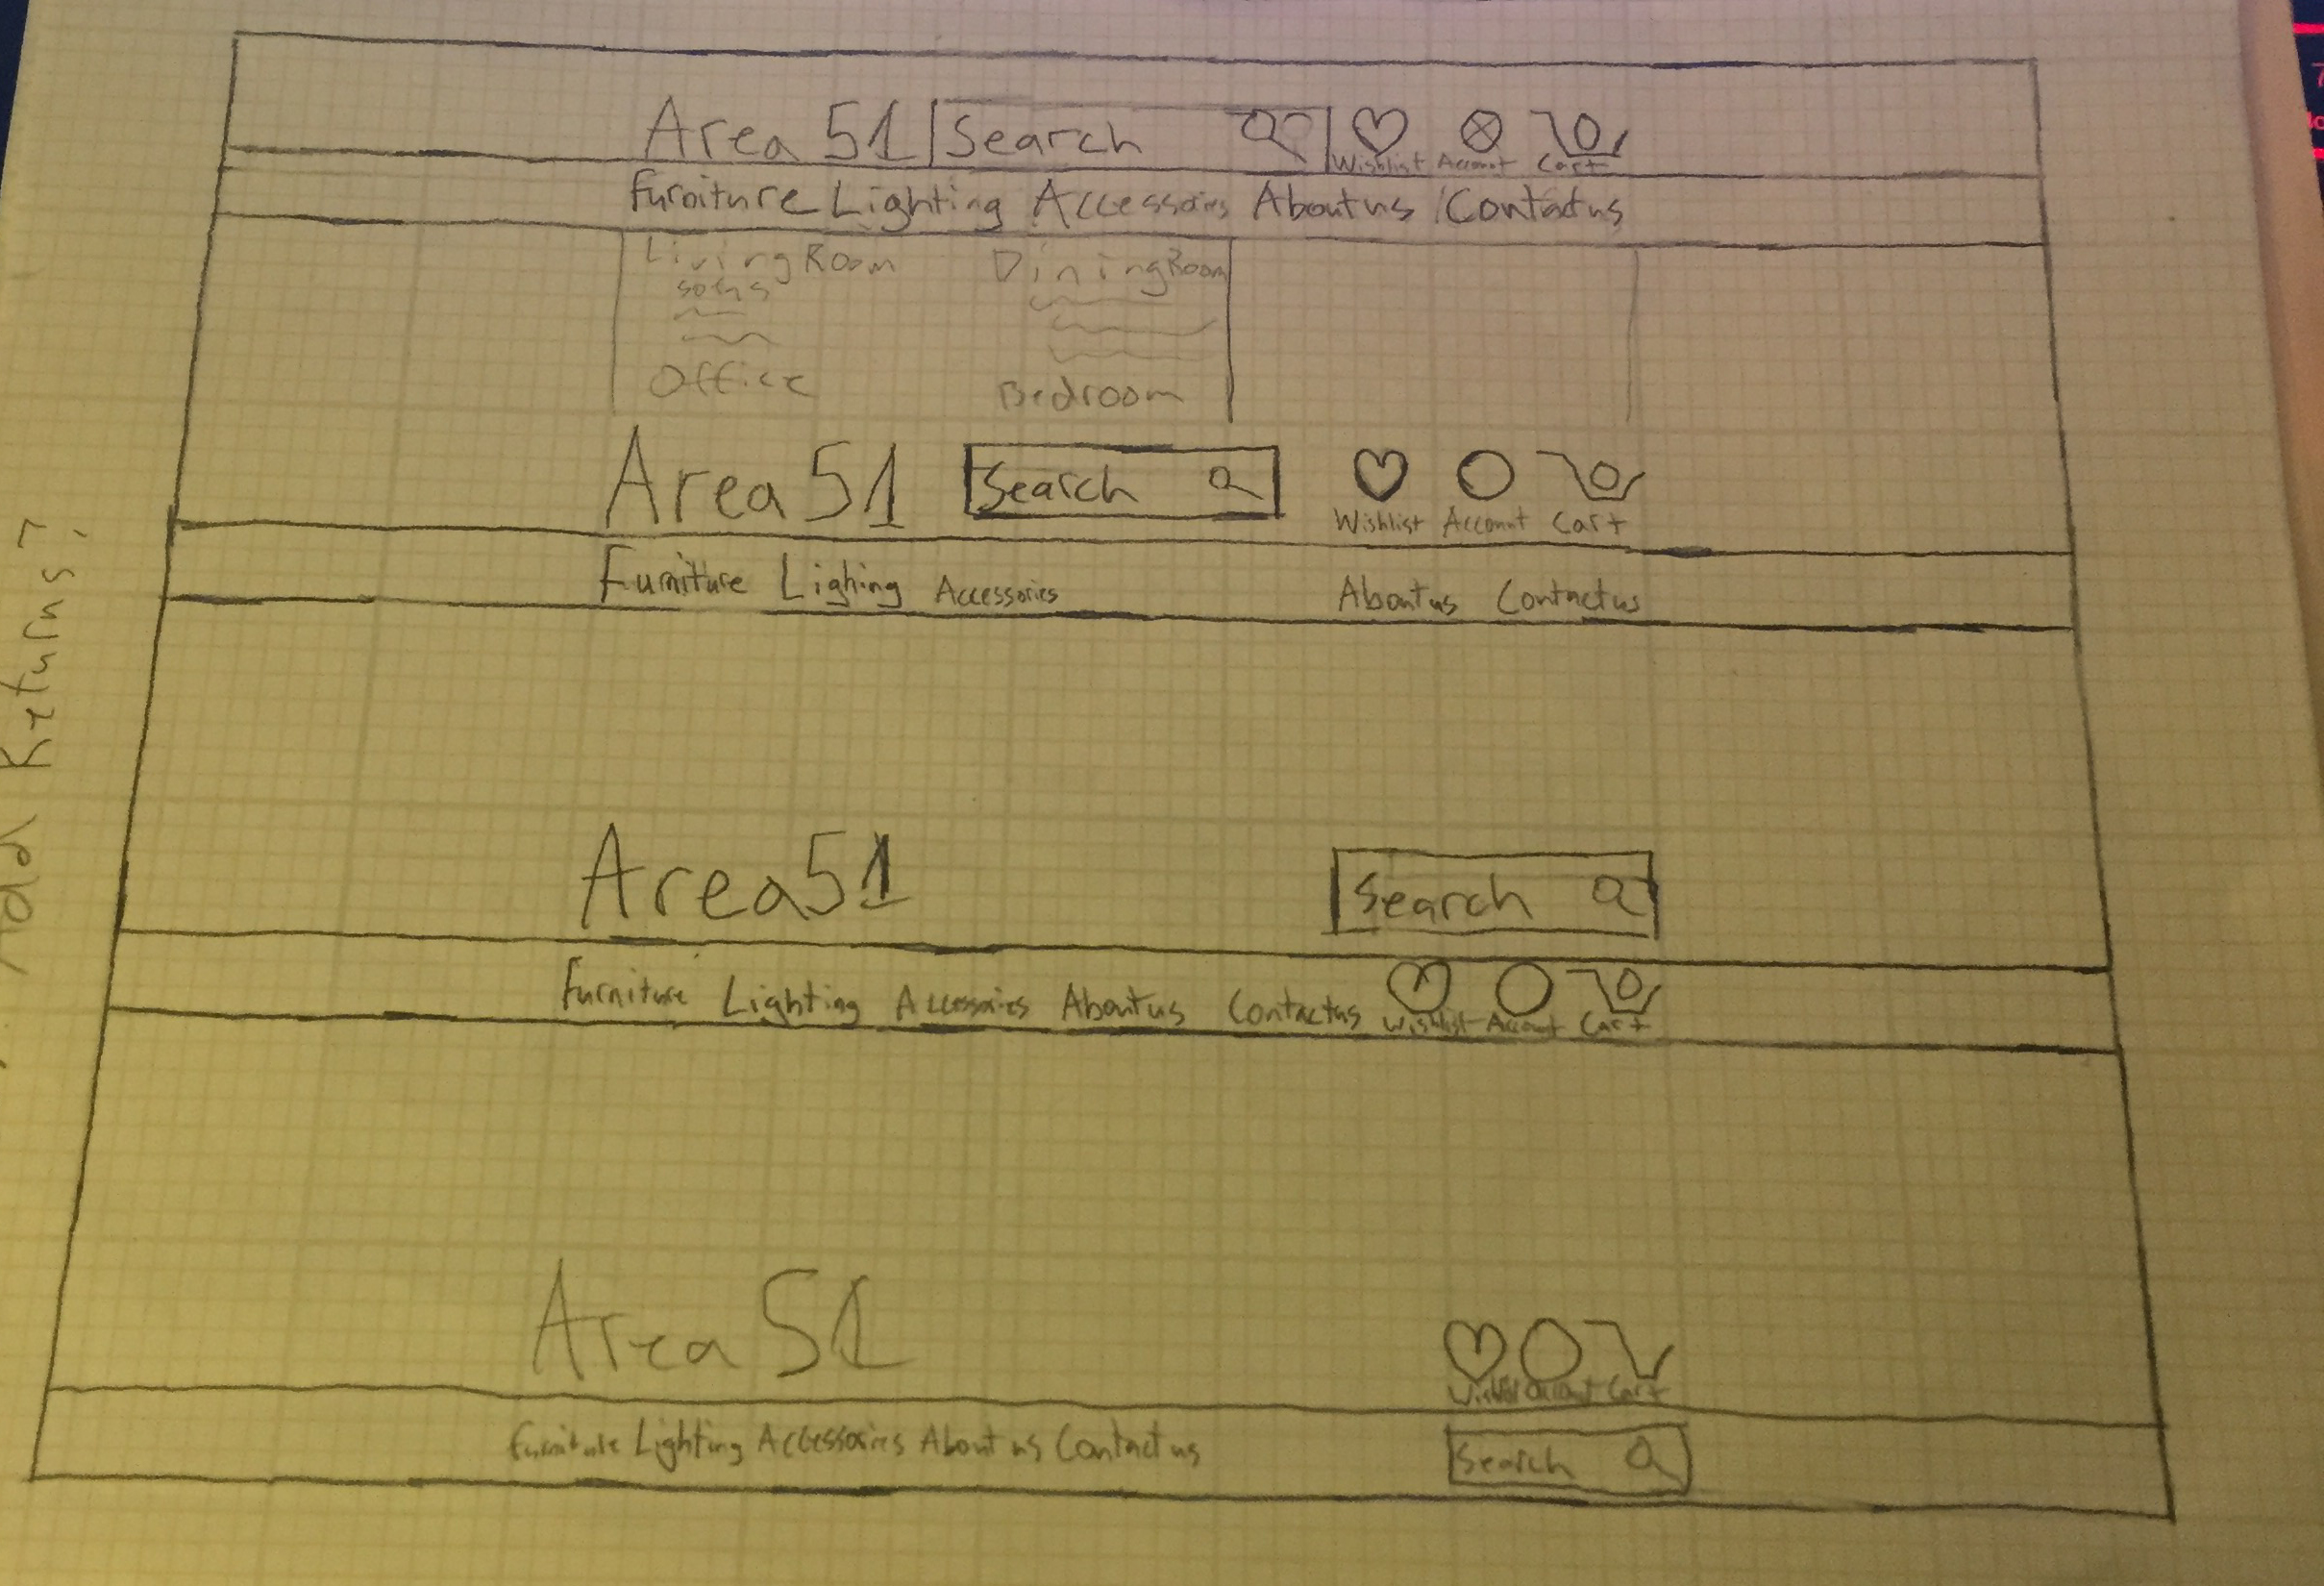 Area 51 Search
Wishlist Account Cart
Furniture Lighting Accessories About us Contact us
Living Room Dining Room
sofas
Office Bedroom
Area 51 Search
Wishlist Account Cart
Furniture Lighing Accessories About us Contact us
Area 51 Search
Furniture Lighting Accessories About us Contact us
Wishlist Account Cart
Area 51
Wishlist Account Cart
Furniture Lighting Accessories About us Contact us Search
Add Returns?